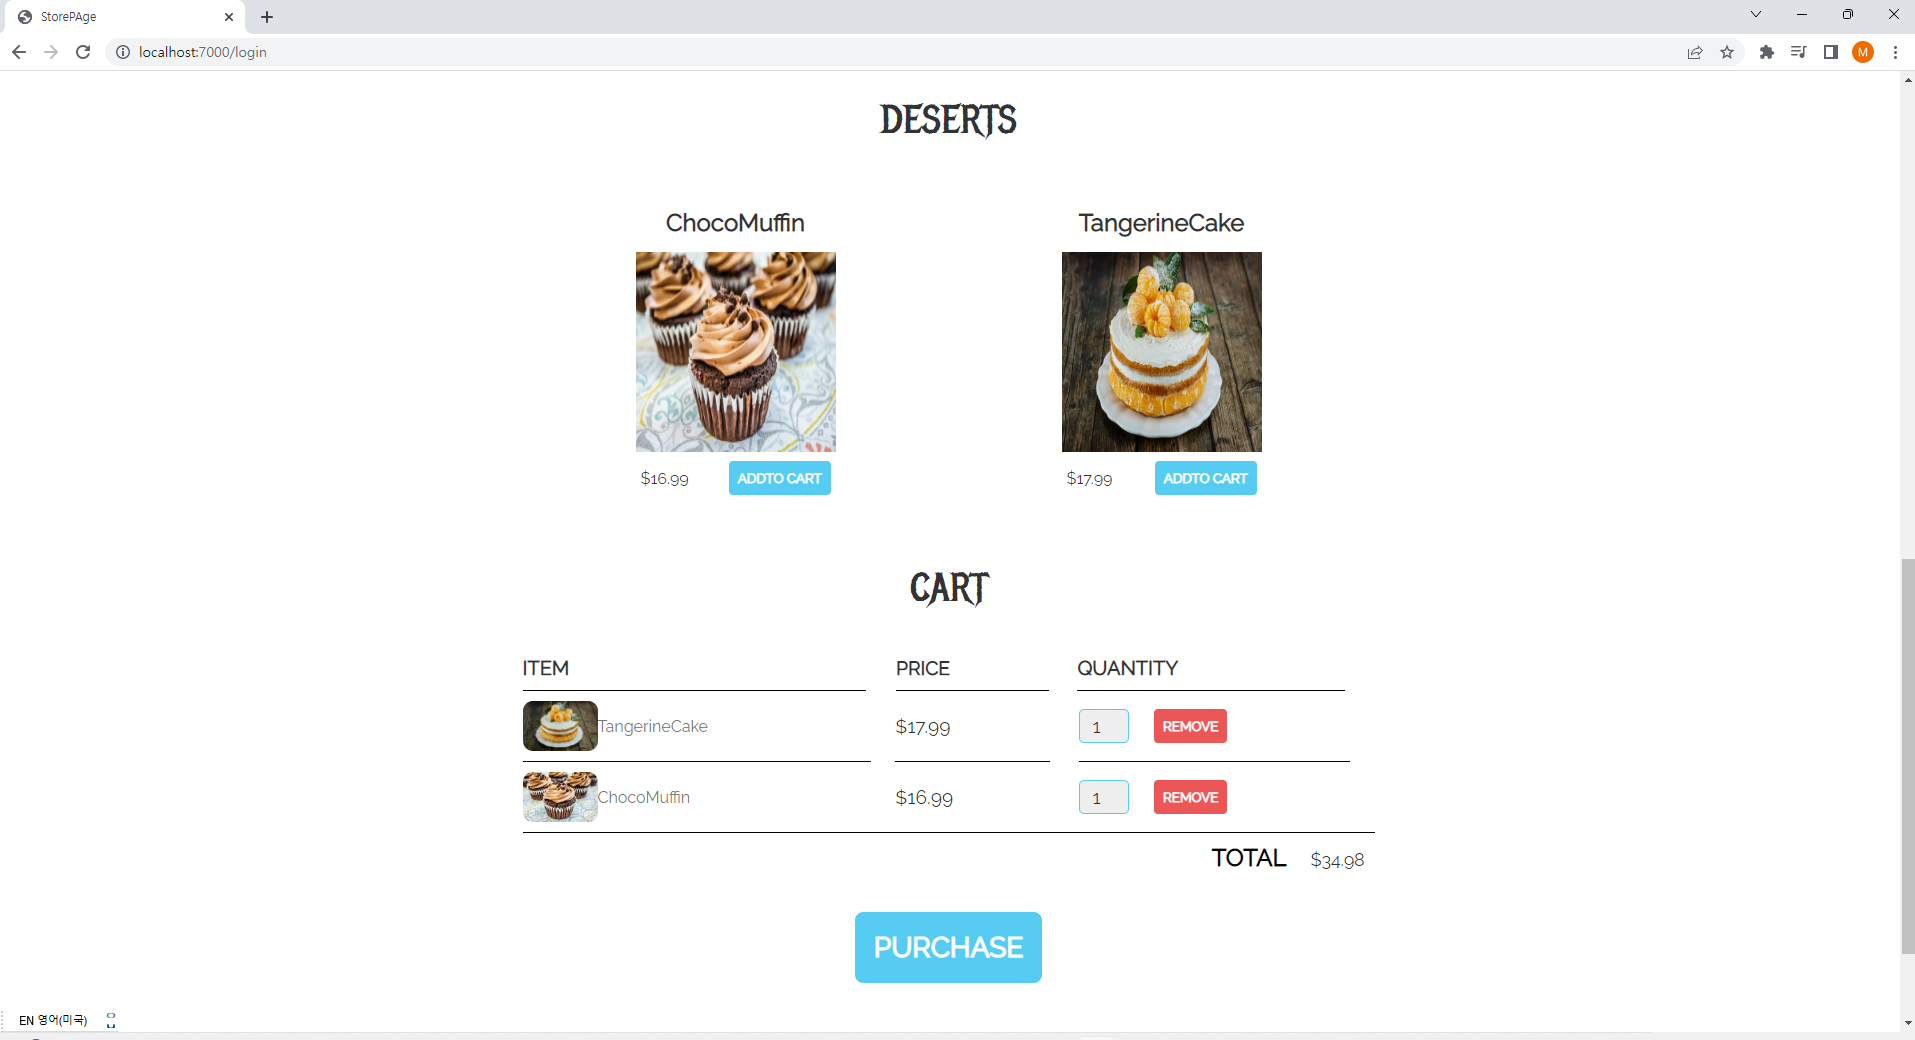 StorePAge
localhost:7000/login
M
DESERTS
ChocoMuffin
TangerineCake
$16.99
ADDTO CART
$17.99
ADDTO CART
CART
ITEM
PRICE
QUANTITY
TangerineCake
$17.99
1
REMOVE
ChocoMuffin
$16.99
1
REMOVE
TOTAL
$34.98
PURCHASE
EN 영어(미국)